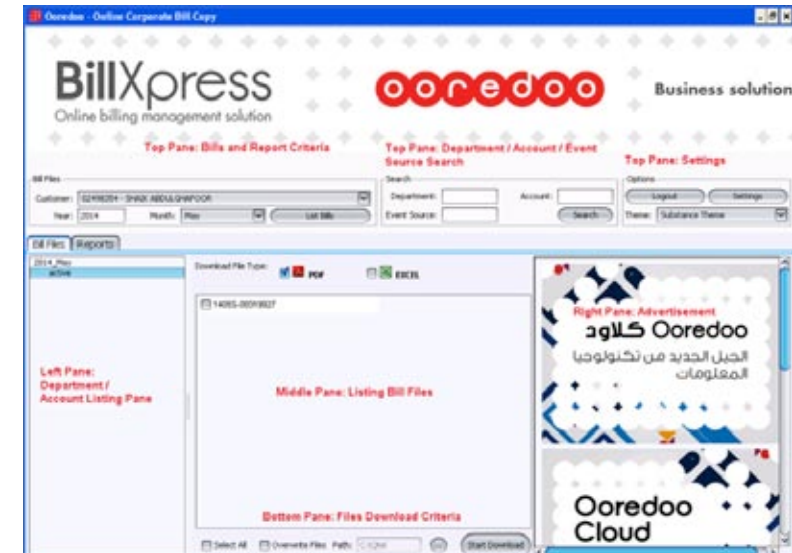 Ooredoo - Online Corporate Bill Copy
BillXpress
Online billing management solution
ooredoo
Business solution
Top Pane: Bills and Report Criteria
Top Pane: Department / Account / Event
Source Search
Top Pane: Settings
Bill Files
Search
Options
Customer:
Department:
Account:
Logout
Settings
Year: 2014
Month: May
List Bills
Event Source:
Search
Theme: Substance Theme
Bill Files
Reports
2014_May
active
Download File Type:
PDF
EXCEL
Left Pane:
Department /
Account Listing Pane
Middle Pane: Listing Bill Files
Bottom Pane: Files Download Criteria
Select All
Overwrite Files
Path:
Start Download
Right Pane: Advertisement
Ooredoo كلاود
الجيل الجديد من تكنولوجيا
المعلومات
Ooredoo
Cloud